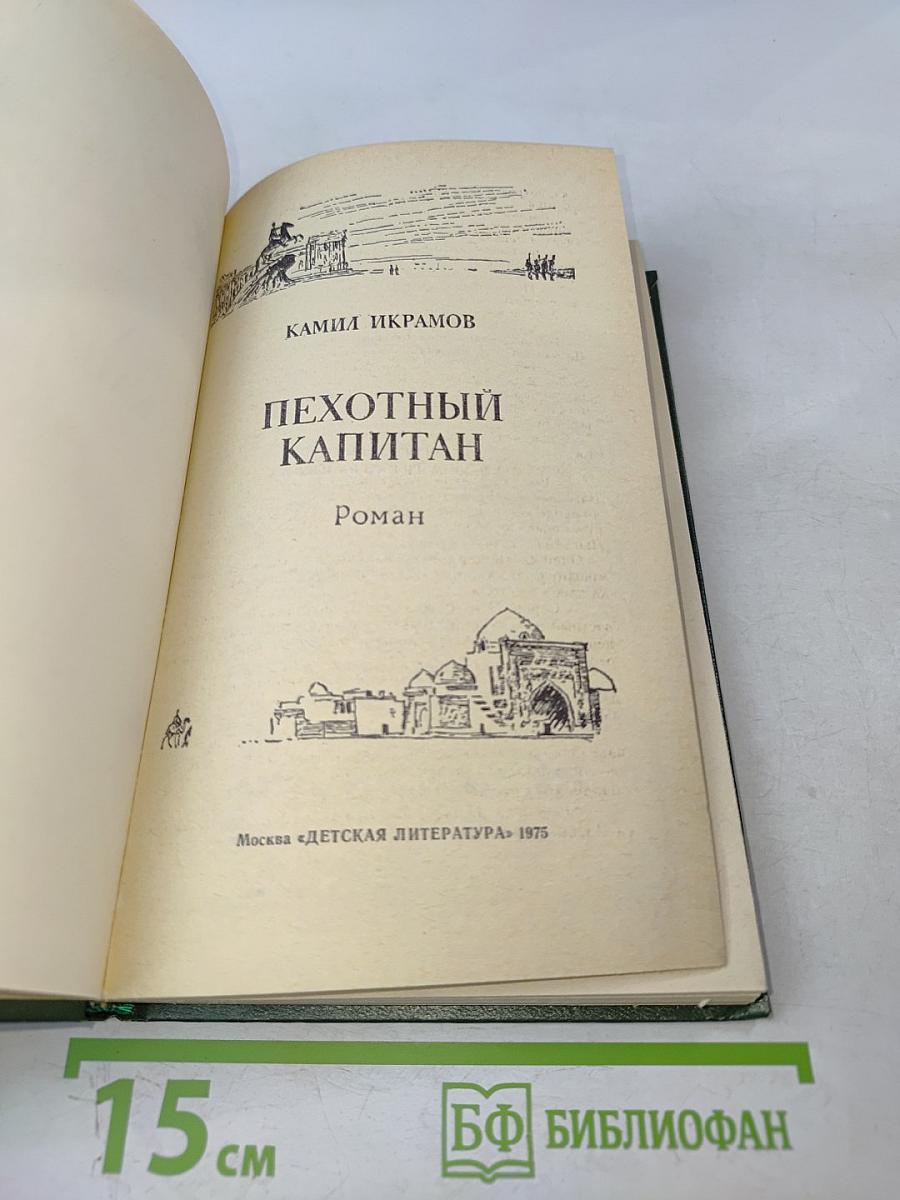 КАМИЛ ИКРАМОВ
ПЕХОТНЫЙ
КАПИТАН
Роман
Москва «ДЕТСКАЯ ЛИТЕРАТУРА» 1975
15 см
БФ БИБЛИОФАН